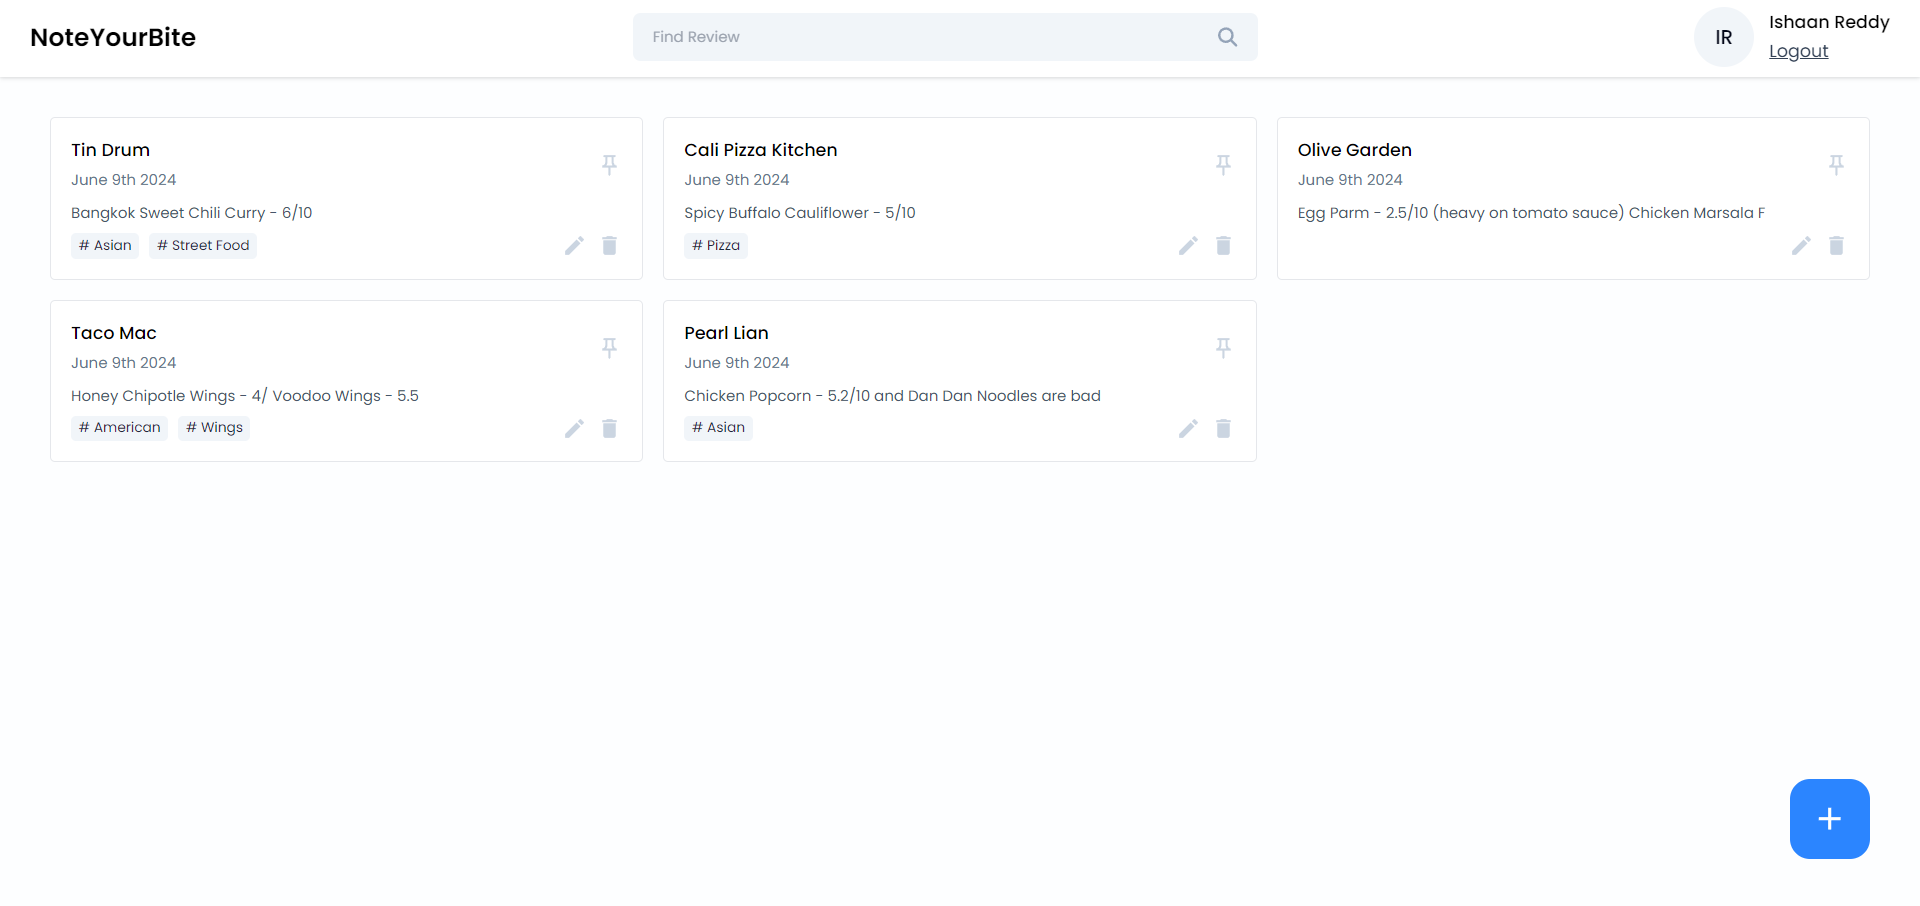 NoteYourBite
Find Review
IR
Ishaan Reddy
Logout
Tin Drum
June 9th 2024
Bangkok Sweet Chili Curry - 6/10
# Asian # Street Food
Cali Pizza Kitchen
June 9th 2024
Spicy Buffalo Cauliflower - 5/10
# Pizza
Olive Garden
June 9th 2024
Egg Parm - 2.5/10 (heavy on tomato sauce) Chicken Marsala F
Taco Mac
June 9th 2024
Honey Chipotle Wings - 4/ Voodoo Wings - 5.5
# American # Wings
Pearl Lian
June 9th 2024
Chicken Popcorn - 5.2/10 and Dan Dan Noodles are bad
# Asian